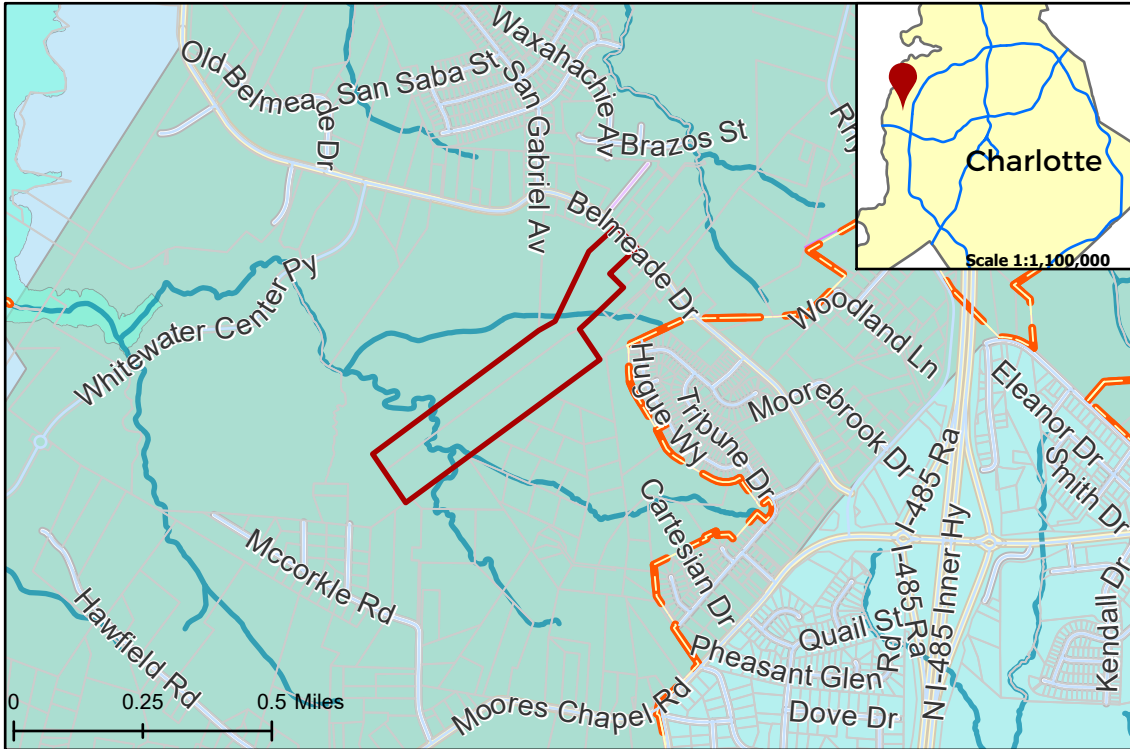 Old Belmeade Dr
San Saba St
San Gabriel Av
Waxahachie Av
Brazos St
Rhy
Charlotte
Scale 1:1,100,000
Belmeade Dr
Whitewater Center Py
Woodland Ln
Hugue Wy
Tribune Dr
Moorebrook Dr
Eleanor Dr
Smith Dr
I-485 Ra
I-485 Ra
N I-485 Inner Hy
Cartesian Dr
Mccorkle Rd
Hawfield Rd
Quail St
Rd
Pheasant Glen
Kendall Dr
Dove Dr
Moores Chapel Rd
0 0.25 0.5 Miles